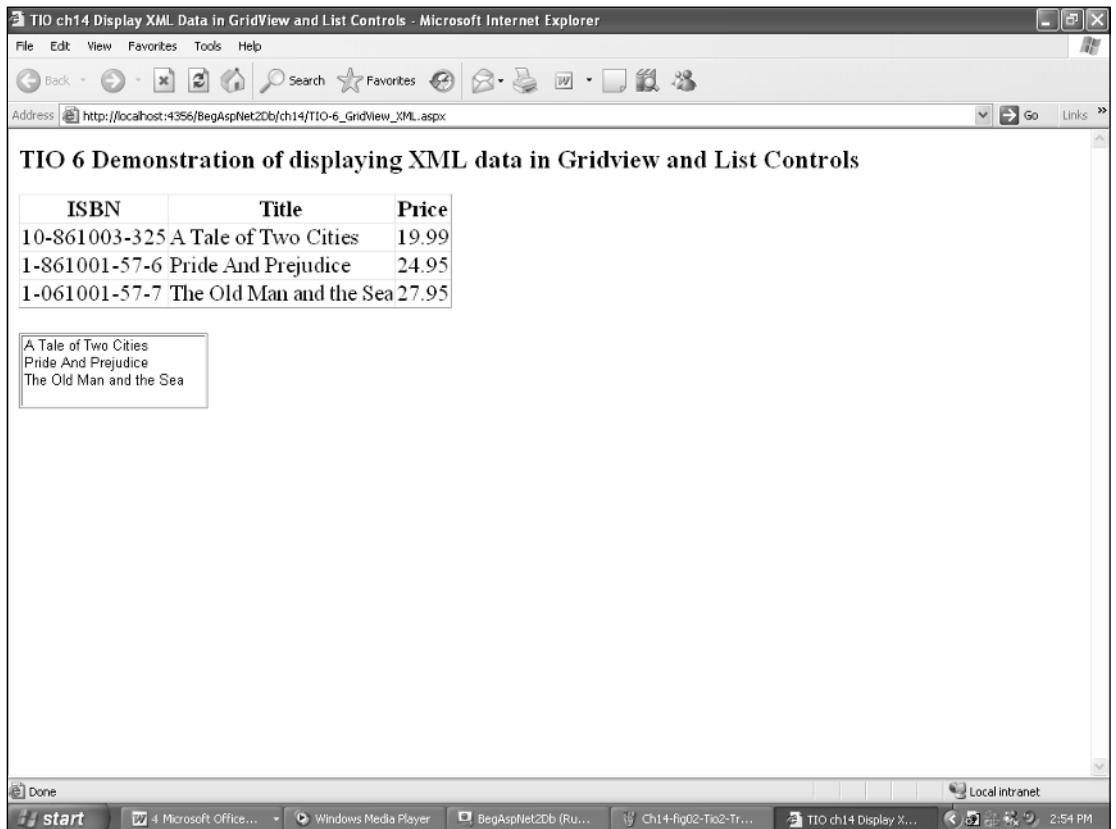 TIO ch14 Display XML Data in GridView and List Controls - Microsoft Internet Explorer
File Edit View Favorites Tools Help
Back Search Favorites
Address http://localhost:4356/BegAspNet2Db/ch14/TIO-6_GridView_XML.aspx Go Links »
TIO 6 Demonstration of displaying XML data in Gridview and List Controls
ISBN Title Price
10-861003-325 A Tale of Two Cities 19.99
1-861001-57-6 Pride And Prejudice 24.95
1-061001-57-7 The Old Man and the Sea 27.95
A Tale of Two Cities
Pride And Prejudice
The Old Man and the Sea
Done Local intranet
start 4 Microsoft Office... Windows Media Player BegAspNet2Db (Ru... Ch14-fig02-Tio2-Tr... TIO ch14 Display X... 2:54 PM